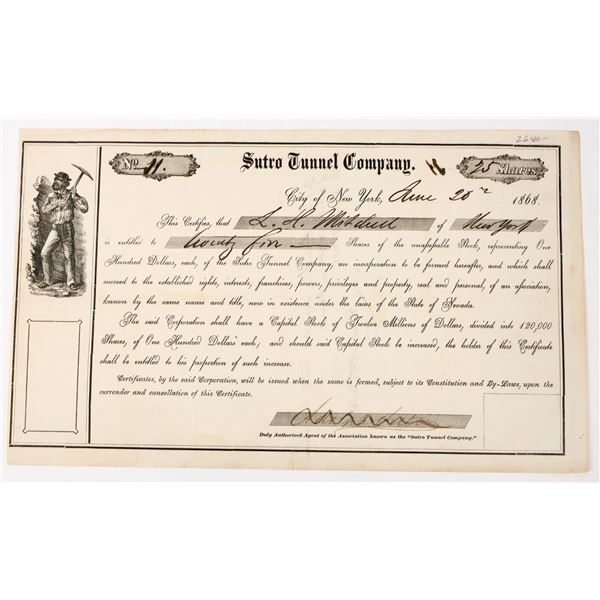 No. 11.
Sutro Tunnel Company.
25 Shares
City of New York, June 20th 1868.
This Certifies, that L. H. Mitchell of New York
is entitled to twenty five Shares of the unassessable Stock, representing One
Hundred Dollars, each, of the Sutro Tunnel Company, an incorporation to be formed hereafter, and which shall
succeed to the established rights, interests, franchises, powers, privileges and property, real and personal, of an association,
known by the same name and title, now in existence under the laws of the State of Nevada.
The said Corporation shall have a Capital Stock of Twelve Millions of Dollars, divided into 120,000
Shares, of One Hundred Dollars each; and should said Capital Stock be increased, the holder of this Certificate
shall be entitled to his proportion of such increase.
Certificates, by the said Corporation, will be issued when the same is formed, subject to its Constitution and By-Laws, upon the
surrender and cancellation of this Certificate.
Duly Authorized Agent of the Association known as the "Sutro Tunnel Company."